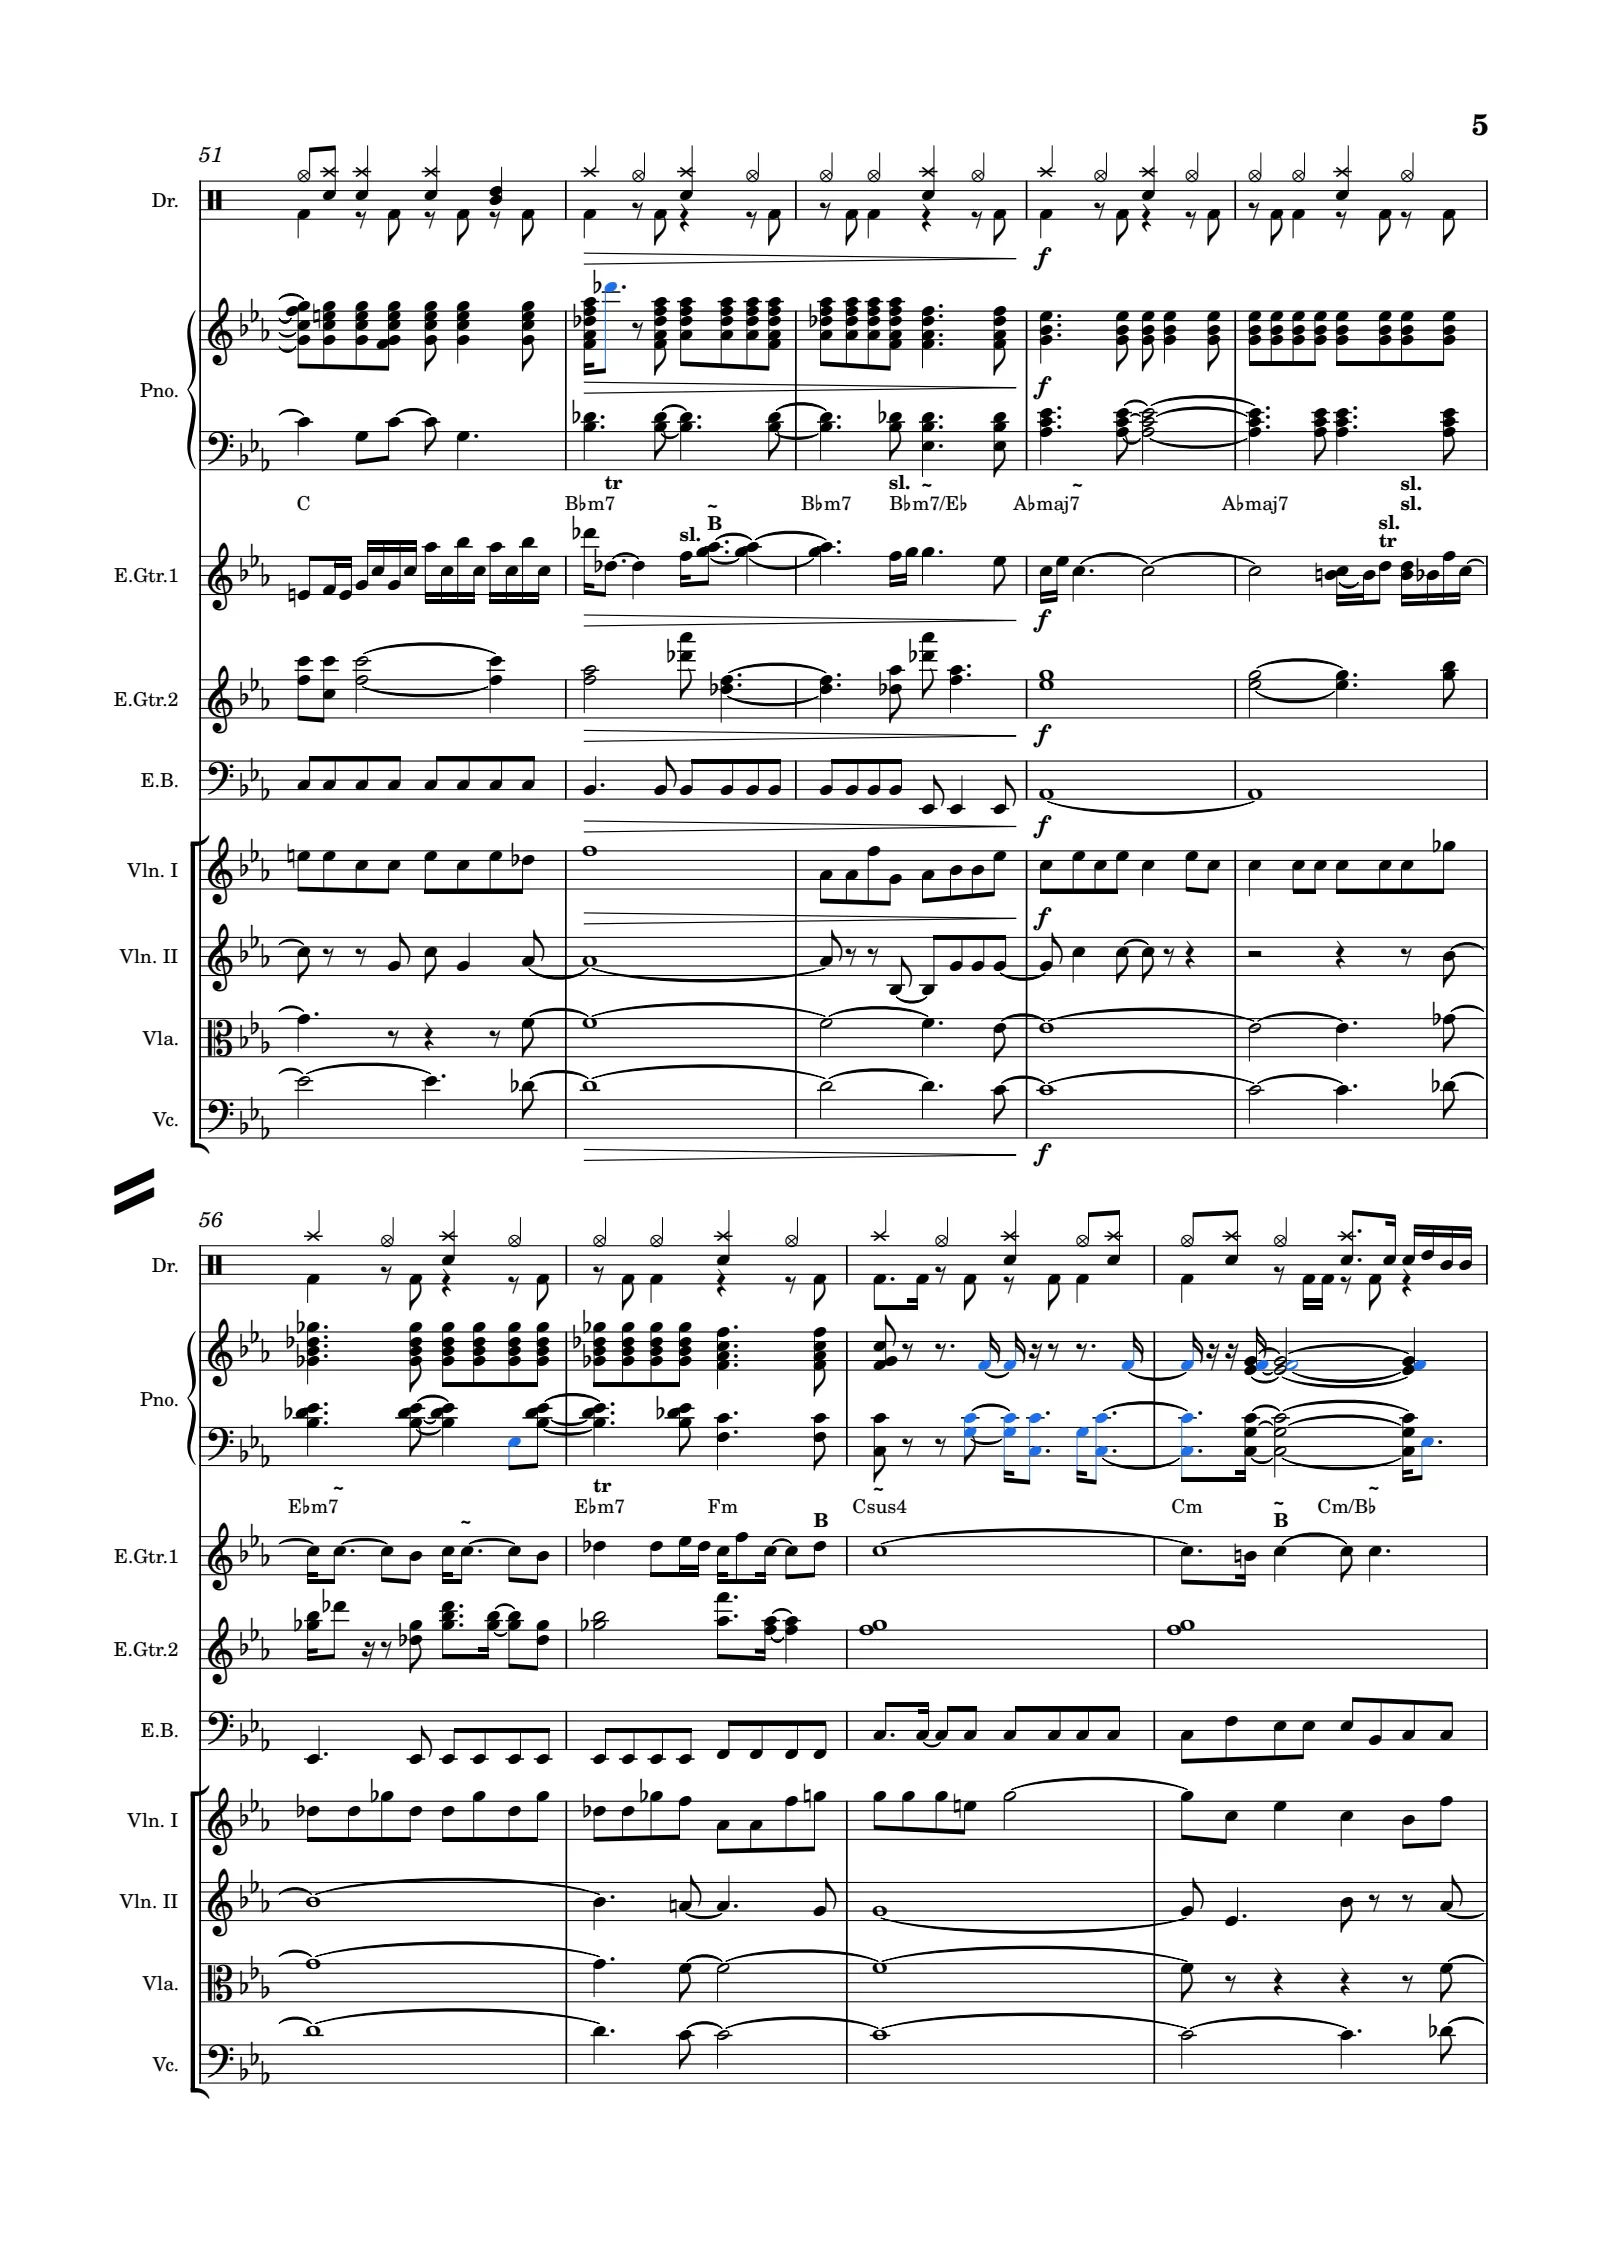 5
51
Dr.
f
Pno.
f
tr sl. ~ ~ sl.
C B♭m7 B♭m7 B♭m7/E♭ A♭maj7 A♭maj7 sl.
~ sl.
sl. B tr
E.Gtr.1
f
E.Gtr.2
f
E.B.
f
Vln. I
f
Vln. II
Vla.
Vc.
f
56
Dr.
Pno.
~ tr ~ ~
E♭m7 E♭m7 Fm Csus4 Cm ~ Cm/B♭
~ B B
E.Gtr.1
E.Gtr.2
E.B.
Vln. I
Vln. II
Vla.
Vc.